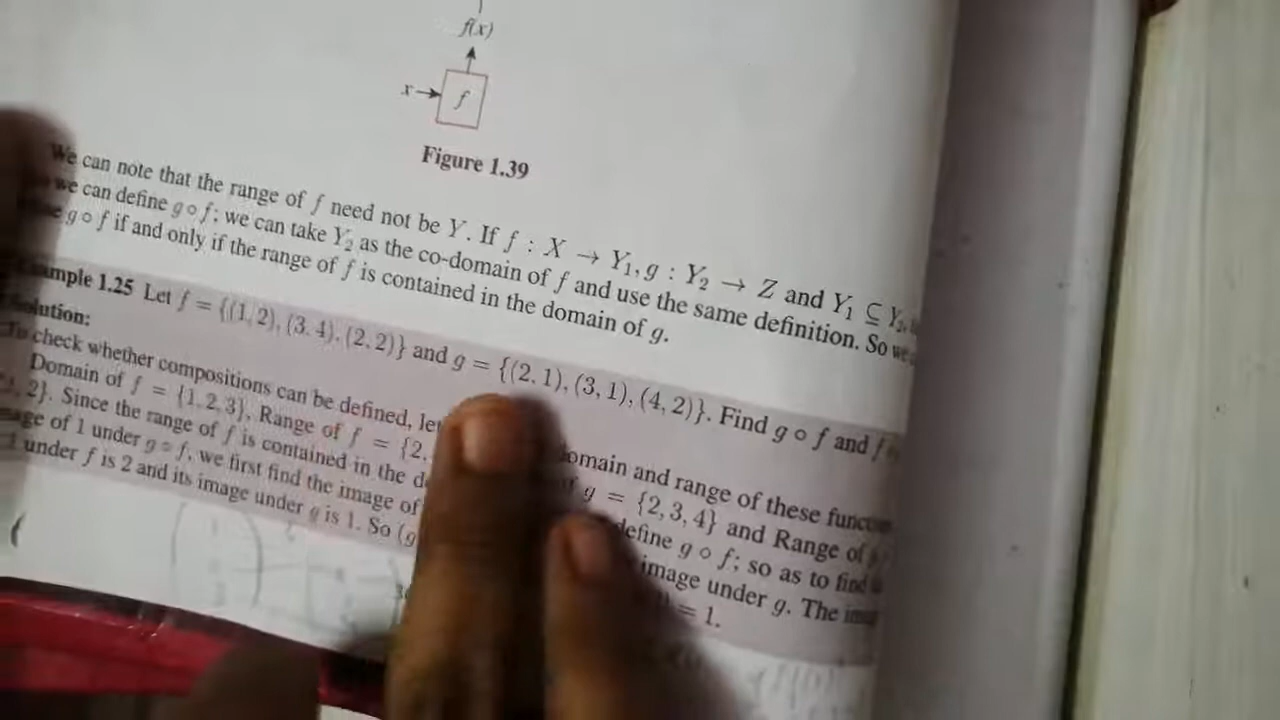 f(x)
x
f
Figure 1.39
We can note that the range of f need not be Y. If f : X → Y₁, g : Y₂ → Z and Y₁ ⊆ Y₂,
we can define g ∘ f; we can take Y₂ as the co-domain of f and use the same definition. So we
g ∘ f if and only if the range of f is contained in the domain of g.
Example 1.25 Let f = {(1, 2), (3, 4), (2, 2)} and g = {(2, 1), (3, 1), (4, 2)}. Find g ∘ f and f
Solution:
To check whether compositions can be defined, let domain and range of these
Domain of f = {1, 2, 3}, Range of f = {2, g = {2, 3, 4} and Range of
2}. Since the range of f is contained in the define g ∘ f; so as to find
of 1 under g ∘ f, we first find the image of image under g. The
1 under f is 2 and its image under g is 1. So (g = 1.